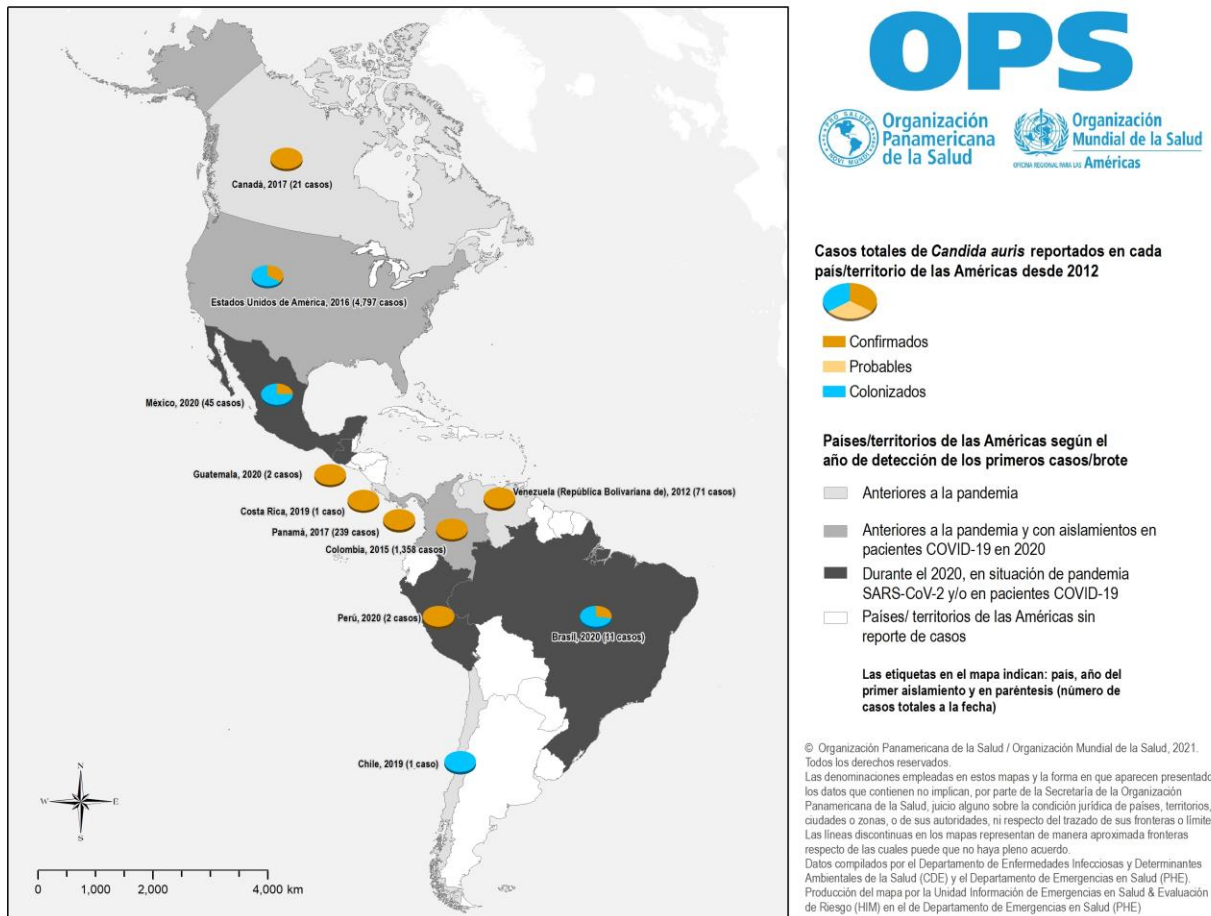 Canadá, 2017 (21 casos)
Estados Unidos de América, 2016 (4,797 casos)
México, 2020 (45 casos)
Guatemala, 2020 (2 casos)
Costa Rica, 2019 (1 caso)
Panamá, 2017 (239 casos)
Colombia, 2015 (1,358 casos)
Venezuela (República Bolivariana de), 2012 (71 casos)
Perú, 2020 (2 casos)
Brasil, 2020 (11 casos)
Chile, 2019 (1 caso)
N
W E
S
0 1,000 2,000 4,000 km
OPS
PRO SALUTE
NOVI MUNDI
Organización
Panamericana
de la Salud
Organización
Mundial de la Salud
OFICINA REGIONAL PARA LAS Américas
Casos totales de Candida auris reportados en cada
país/territorio de las Américas desde 2012
Confirmados
Probables
Colonizados
Países/territorios de las Américas según el
año de detección de los primeros casos/brote
Anteriores a la pandemia
Anteriores a la pandemia y con aislamientos en
pacientes COVID-19 en 2020
Durante el 2020, en situación de pandemia
SARS-CoV-2 y/o en pacientes COVID-19
Países/ territorios de las Américas sin
reporte de casos
Las etiquetas en el mapa indican: país, año del
primer aislamiento y en paréntesis (número de
casos totales a la fecha)
© Organización Panamericana de la Salud / Organización Mundial de la Salud, 2021.
Todos los derechos reservados.
Las denominaciones empleadas en estos mapas y la forma en que aparecen presentado
los datos que contienen no implican, por parte de la Secretaría de la Organización
Panamericana de la Salud, juicio alguno sobre la condición jurídica de países, territorios,
ciudades o zonas, o de sus autoridades, ni respecto del trazado de sus fronteras o límite
Las líneas discontinuas en los mapas representan de manera aproximada fronteras
respecto de las cuales puede que no haya pleno acuerdo.
Datos compilados por el Departamento de Enfermedades Infecciosas y Determinantes
Ambientales de la Salud (CDE) y el Departamento de Emergencias en Salud (PHE).
Producción del mapa por la Unidad Información de Emergencias en Salud & Evaluación
de Riesgo (HIM) en el de Departamento de Emergencias en Salud (PHE)